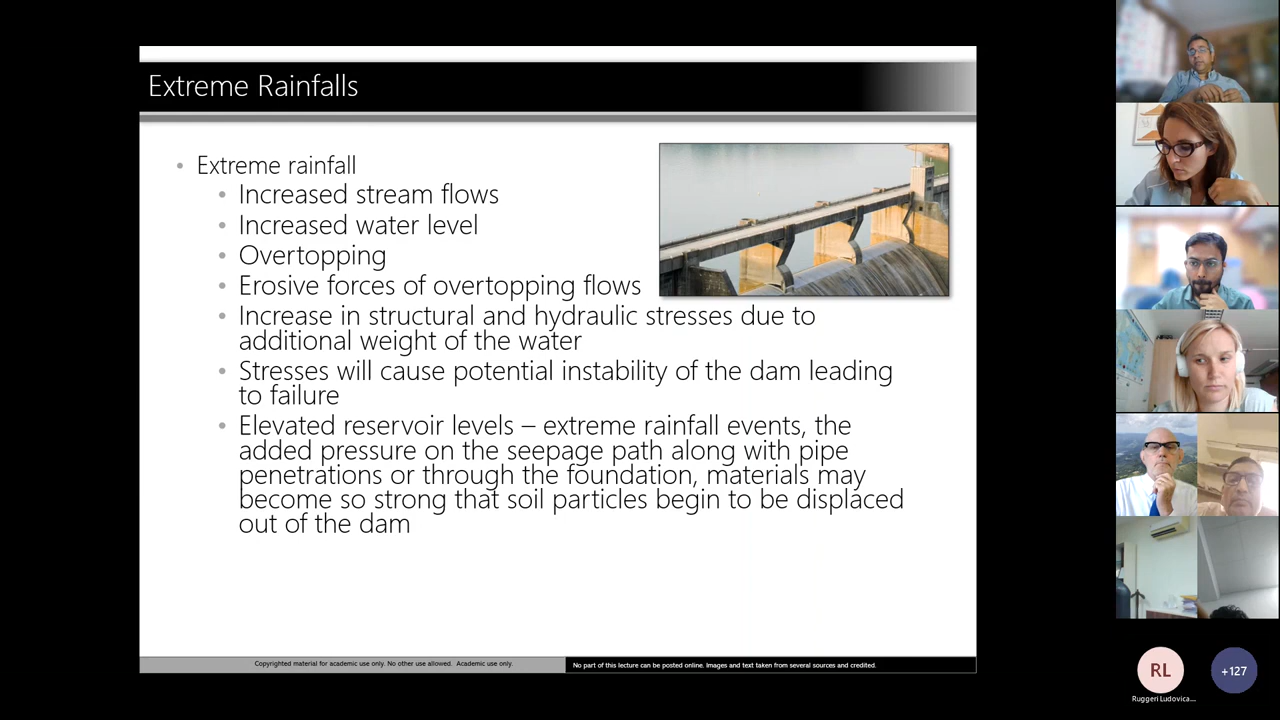 Extreme Rainfalls
• Extreme rainfall
• Increased stream flows
• Increased water level
• Overtopping
• Erosive forces of overtopping flows
• Increase in structural and hydraulic stresses due to
additional weight of the water
• Stresses will cause potential instability of the dam leading
to failure
• Elevated reservoir levels – extreme rainfall events, the
added pressure on the seepage path along with pipe
penetrations or through the foundation, materials may
become so strong that soil particles begin to be displaced
out of the dam
Copyrighted material for academic use only. No other use allowed. Academic use only.
No part of this lecture can be posted online. Images and text taken from several sources and credited.
RL
+127
Ruggeri Ludovica...